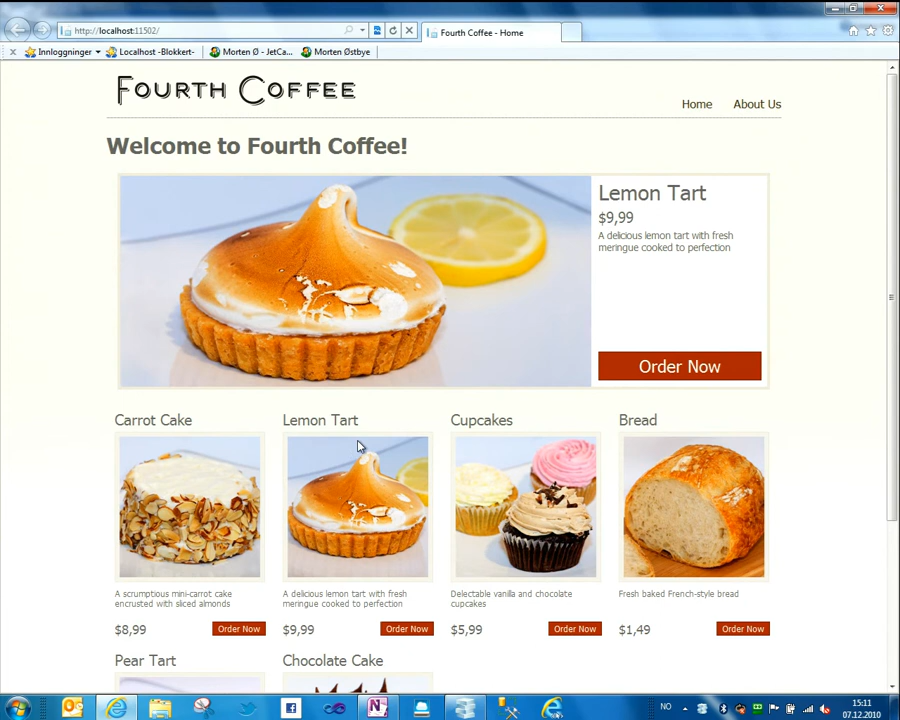 http://localhost:11502/
Fourth Coffee - Home
Innloggninger
Localhost -Blokkert-
Morten Ø - JetCa...
Morten Østbye
Fourth Coffee
Home
About Us
Welcome to Fourth Coffee!
Lemon Tart
$9,99
A delicious lemon tart with fresh
meringue cooked to perfection
Order Now
Carrot Cake
Lemon Tart
Cupcakes
Bread
A scrumptious mini-carrot cake
encrusted with sliced almonds
A delicious lemon tart with fresh
meringue cooked to perfection
Delectable vanilla and chocolate
cupcakes
Fresh baked French-style bread
$8,99
Order Now
$9,99
Order Now
$5,99
Order Now
$1,49
Order Now
Pear Tart
Chocolate Cake
NO
15:11
07.12.2010